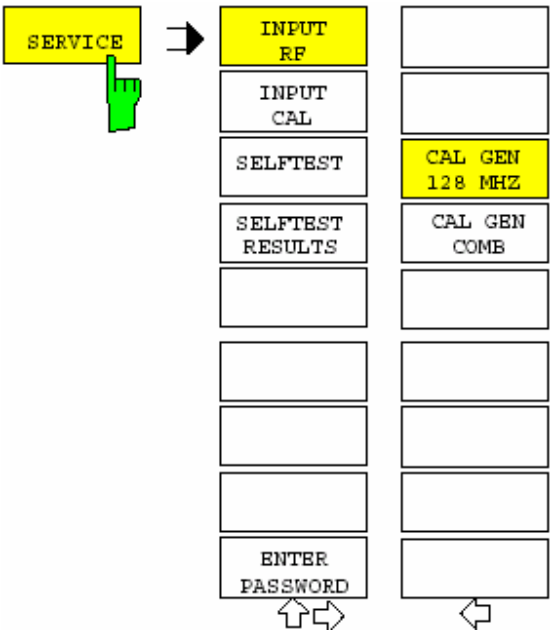 SERVICE
INPUT
RF
INPUT
CAL
SELFTEST
SELFTEST
RESULTS
ENTER
PASSWORD
CAL GEN
128 MHZ
CAL GEN
COMB